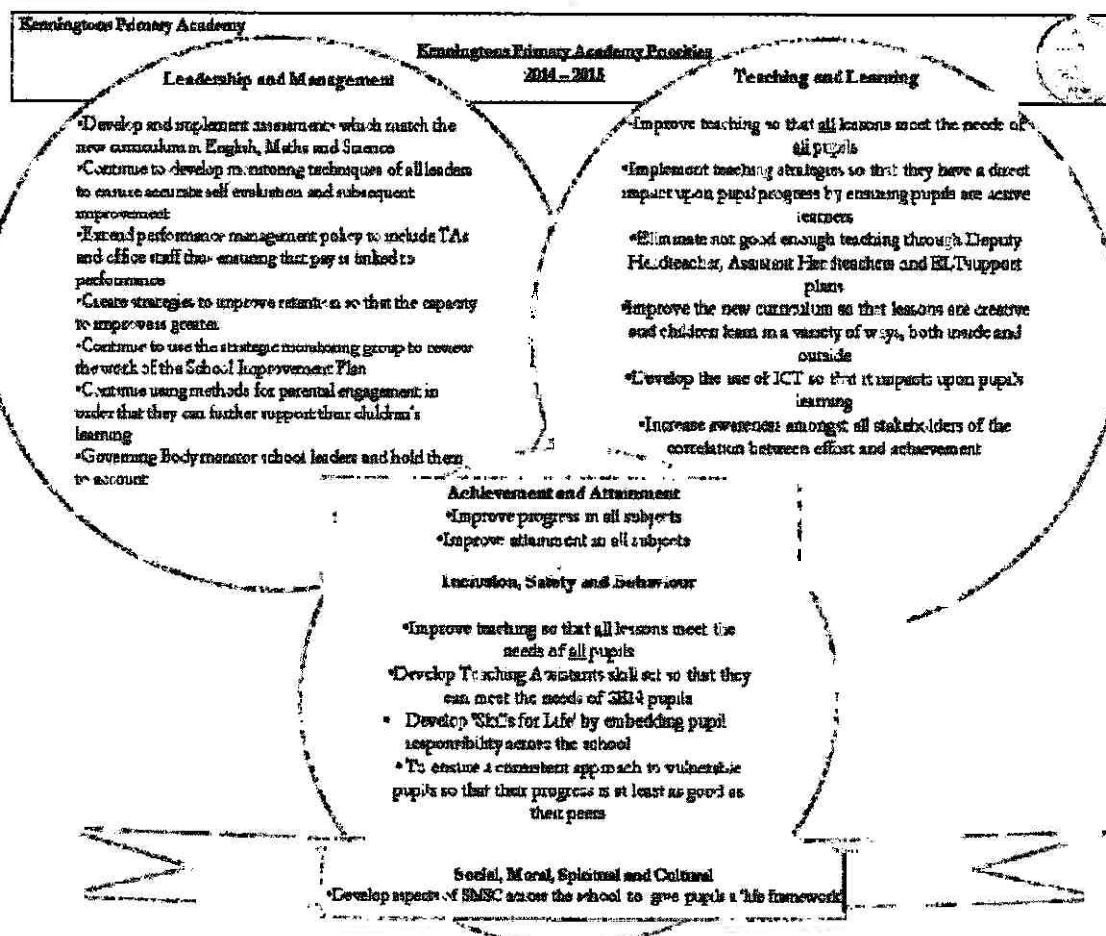 Kenningtons Primary Academy
Kenningtons Primary Academy Priorities
2014 – 2015
Leadership and Management
•Develop and implement assessments which match the
new curriculum in English, Maths and Science
•Continue to develop monitoring techniques of all leaders
to ensure accurate self evaluation and subsequent
improvement
•Extend performance management policy to include TAs
and office staff thus ensuring that pay is linked to
performance
•Create strategies to improve retention so that the capacity
to improve is greater
•Continue to use the strategic monitoring group to review
the work of the School Improvement Plan
•Continue using methods for parental engagement in
order that they can further support their children's
learning
•Governing Body monitor school leaders and hold them
to account
Teaching and Learning
•Improve teaching so that all lessons meet the needs of
all pupils
•Implement teaching strategies so that they have a direct
impact upon pupil progress by ensuring pupils are active
learners
•Eliminate not good enough teaching through Deputy
Headteacher, Assistant Headteachers and ELT support
plans
•Improve the new curriculum so that lessons are creative
and children learn in a variety of ways, both inside and
outside
•Develop the use of ICT so that it impacts upon pupil's
learning
•Increase awareness amongst all stakeholders of the
correlation between effort and achievement
Achievement and Attainment
•Improve progress in all subjects
•Improve attainment in all subjects
Inclusion, Safety and Behaviour
•Improve teaching so that all lessons meet the
needs of all pupils
•Develop Teaching Assistants skill set so that they
can meet the needs of SEN pupils
• Develop 'Skills for Life' by embedding pupil
responsibility across the school
•To ensure a consistent approach to vulnerable
pupils so that their progress is at least as good as
their peers
Social, Moral, Spiritual and Cultural
•Develop aspects of SMSC across the school to give pupils a 'life framework'